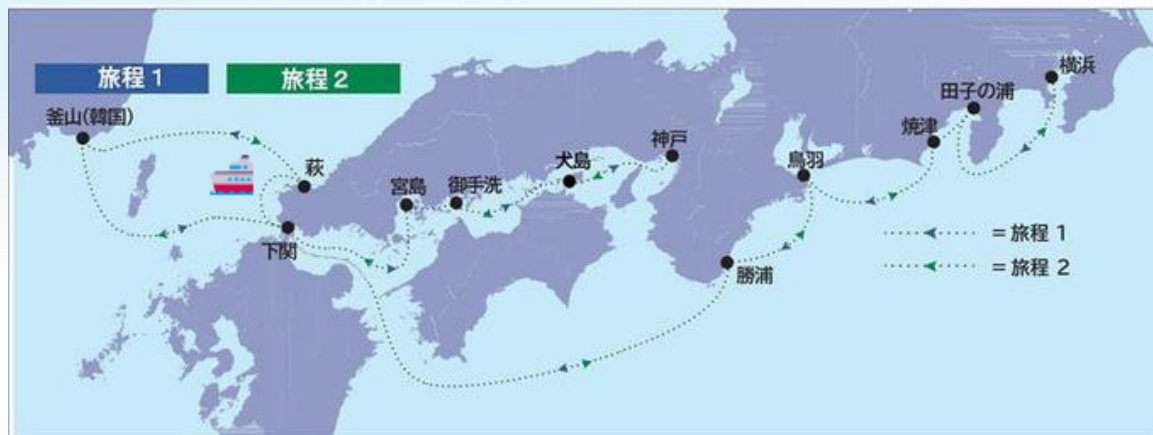 旅程 1
旅程 2
釜山(韓国)
萩
下関
宮島
御手洗
犬島
神戸
鳥羽
勝浦
焼津
田子の浦
横浜
= 旅程 1
= 旅程 2